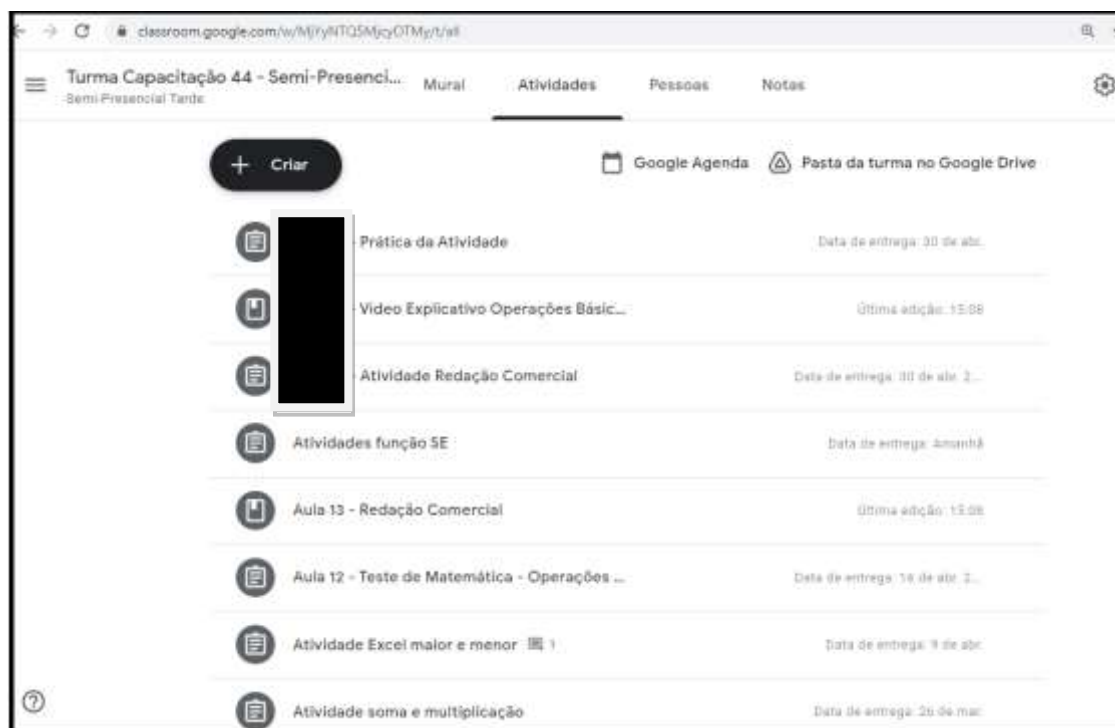 classroom.google.com/w/
Turma Capacitação 44 - Semi-Presenci...
Semi-Presencial Tarde
Mural
Atividades
Pessoas
Notas
+ Criar
Google Agenda
Pasta da turma no Google Drive
- Prática da Atividade
Data de entrega: 30 de abr.
- Video Explicativo Operações Básic...
Última edição: 15:08
- Atividade Redação Comercial
Data de entrega: 30 de abr. 2...
Atividades função SE
Data de entrega: Amanhã
Aula 13 - Redação Comercial
Última edição: 15:08
Aula 12 - Teste de Matemática - Operações ...
Data de entrega: 16 de abr. 2...
Atividade Excel maior e menor 1
Data de entrega: 9 de abr.
Atividade soma e multiplicação
Data de entrega: 26 de mar.